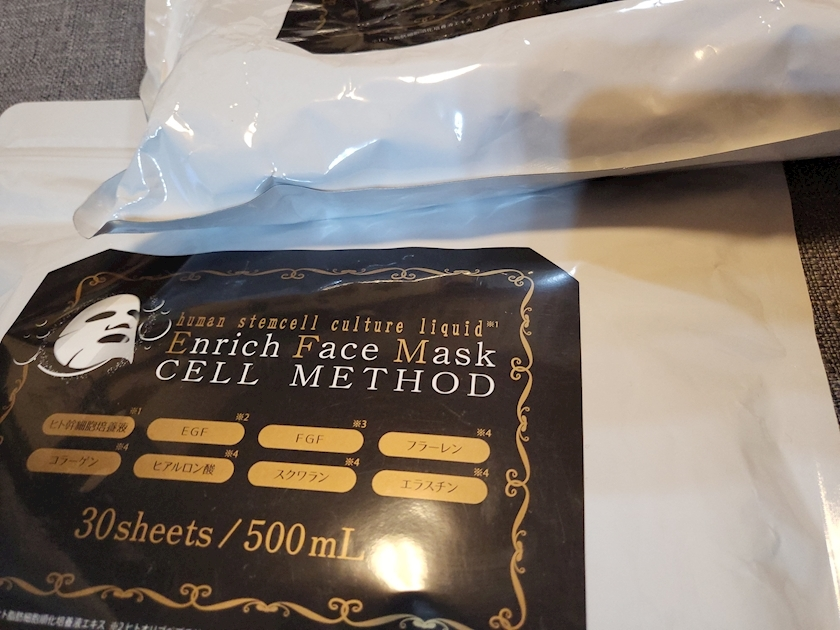 human stemcell culture liquid※1
Enrich Face Mask
CELL METHOD
ヒト幹細胞培養液※1 EGF※2 FGF※3 フラーレン※4
コラーゲン※4 ヒアルロン酸※4 スクワラン※4 エラスチン※4
30sheets/500mL